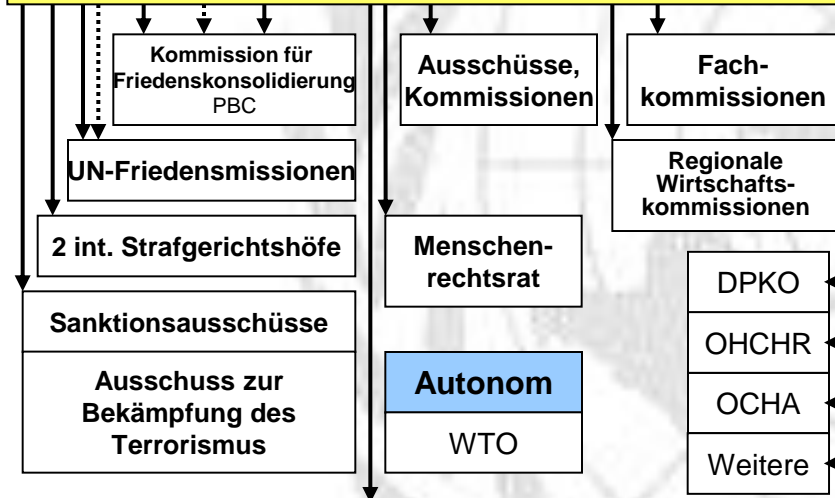 Kommission für
Friedenskonsolidierung
PBC
Ausschüsse,
Kommissionen
Fach-
kommissionen
UN-Friedensmissionen
Regionale
Wirtschafts-
kommissionen
2 int. Strafgerichtshöfe
Menschen-
rechtsrat
Sanktionsausschüsse
Ausschuss zur
Bekämpfung des
Terrorismus
Autonom
WTO
DPKO
OHCHR
OCHA
Weitere